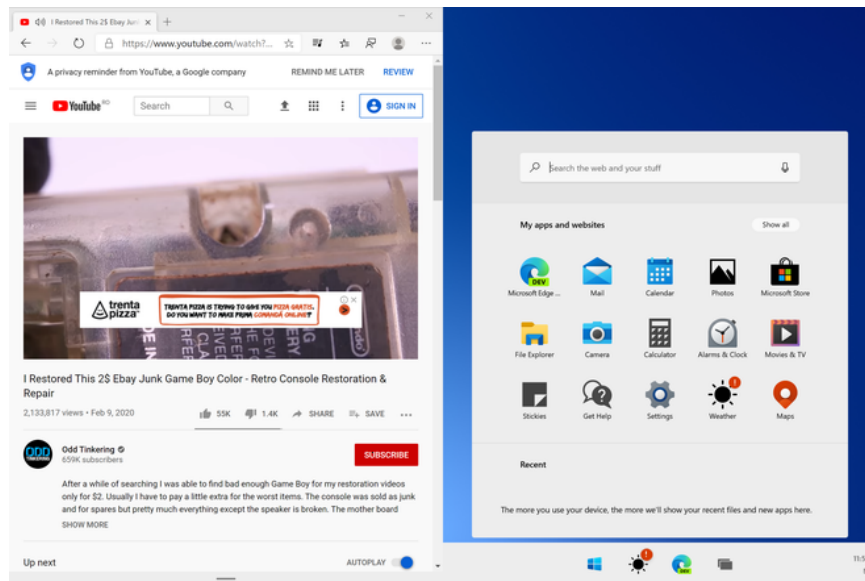 I Restored This 2$ Ebay Jun
https://www.youtube.com/watch?...
A privacy reminder from YouTube, a Google company
REMIND ME LATER
REVIEW
YouTube RO
Search
SIGN IN
trenta pizza
TRENTA PIZZA IS TRYING TO GIVE YOU PIZZA GRATIS.
DO YOU WANT TO MAKE PRIMA COMANDĂ ONLINE?
I Restored This 2$ Ebay Junk Game Boy Color - Retro Console Restoration &
Repair
2,133,817 views • Feb 9, 2020
55K
1.4K
SHARE
SAVE
ODD TINKERING
Odd Tinkering
659K subscribers
SUBSCRIBE
After a while of searching I was able to find bad enough Game Boy for my restoration videos
only for $2. Usually I have to pay a little extra for the worst items. The console was sold as junk
and for spares but pretty much everything except the speaker is broken. The mother board
SHOW MORE
Up next
AUTOPLAY
Search the web and your stuff
My apps and websites
Show all
DEV
Microsoft Edge ...
Mail
Calendar
Photos
Microsoft Store
File Explorer
Camera
Calculator
Alarms & Clock
Movies & TV
Stickies
Get Help
Settings
Weather
Maps
Recent
The more you use your device, the more we'll show your recent files and new apps here.
DEV
11:5